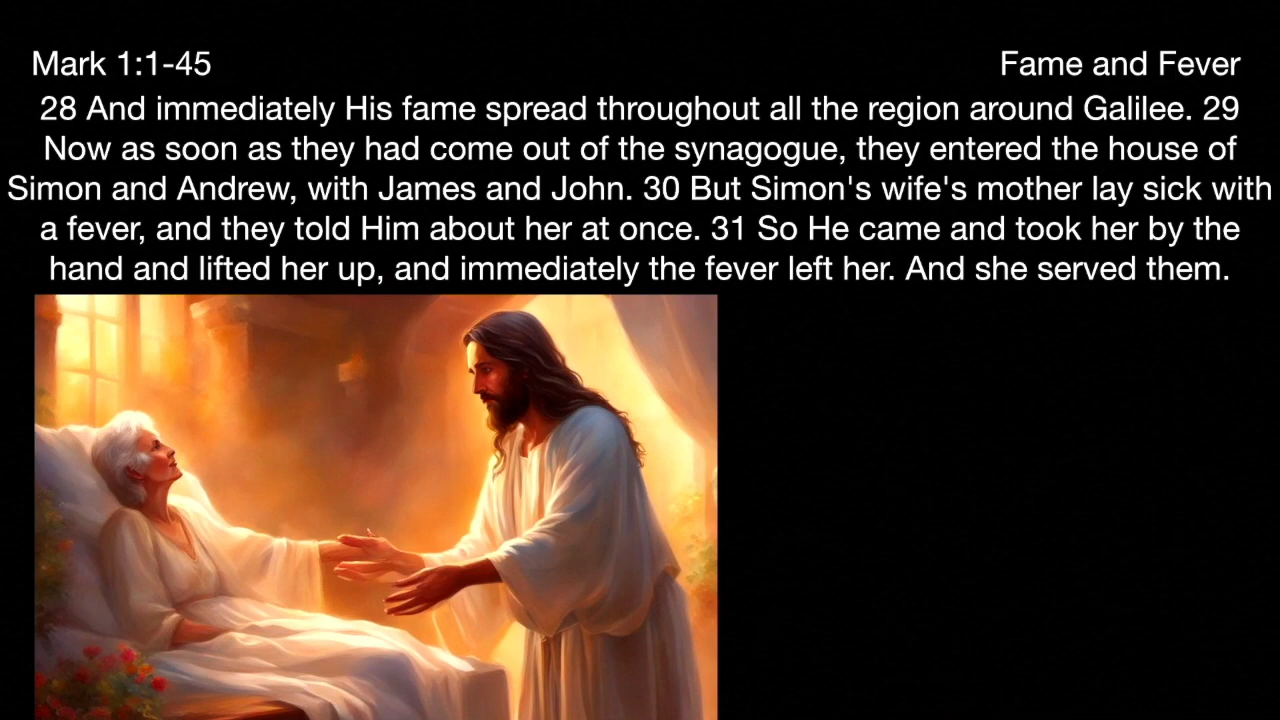 Mark 1:1-45
Fame and Fever
28 And immediately His fame spread throughout all the region around Galilee. 29
Now as soon as they had come out of the synagogue, they entered the house of
Simon and Andrew, with James and John. 30 But Simon's wife's mother lay sick with
a fever, and they told Him about her at once. 31 So He came and took her by the
hand and lifted her up, and immediately the fever left her. And she served them.